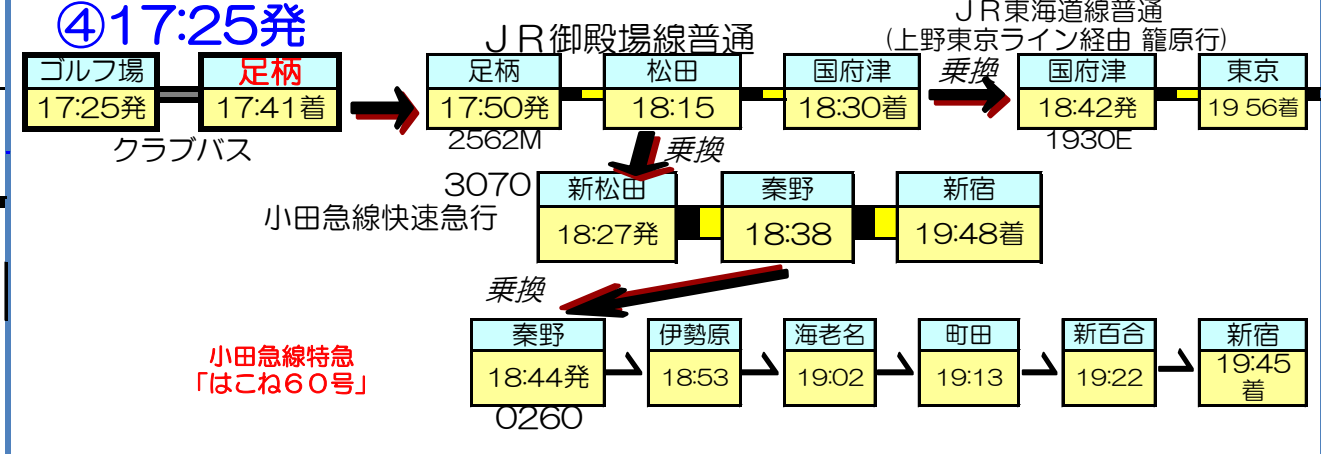 ④17:25発
ゴルフ場
17:25発
足柄
17:41着
クラブバス
JR御殿場線普通
足柄
17:50発
2562M
松田
18:15
国府津
18:30着
乗換
JR東海道線普通
(上野東京ライン経由 籠原行)
国府津
18:42発
1930E
東京
19 56着
乗換
3070
小田急線快速急行
新松田
18:27発
秦野
18:38
新宿
19:48着
乗換
小田急線特急
「はこね60号」
秦野
18:44発
0260
伊勢原
18:53
海老名
19:02
町田
19:13
新百合
19:22
新宿
19:45
着